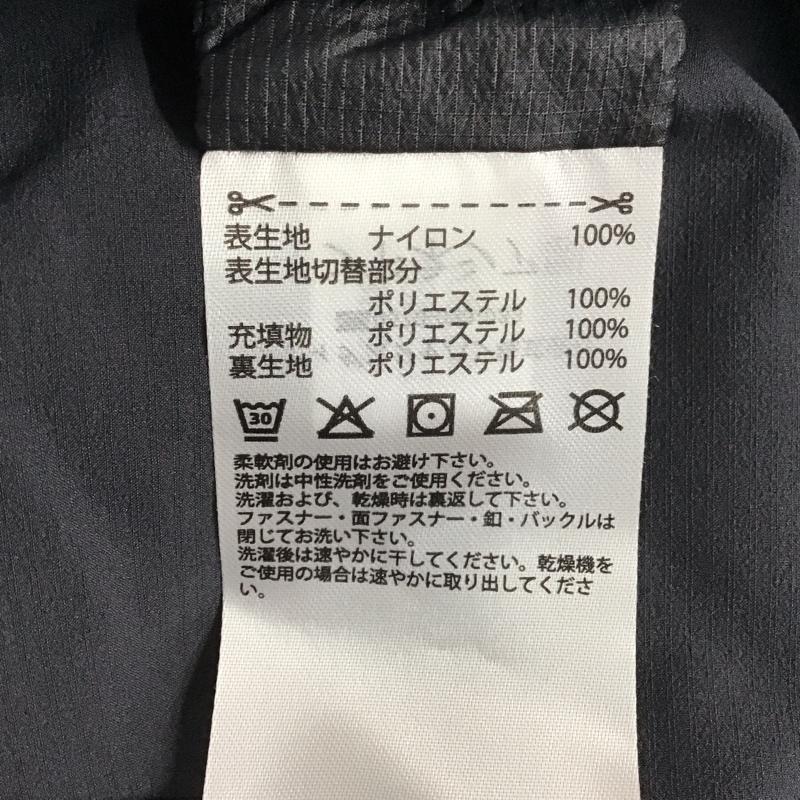 表生地 ナイロン 100%
表生地切替部分
ポリエステル 100%
充填物 ポリエステル 100%
裏生地 ポリエステル 100%
30
柔軟剤の使用はお避け下さい。
洗剤は中性洗剤をご使用ください。
洗濯および、乾燥時は裏返して下さい。
ファスナー・面ファスナー・釦・バックルは
閉じてお洗い下さい。
洗濯後は速やかに干してください。乾燥機を
ご使用の場合は速やかに取り出してくださ
い。